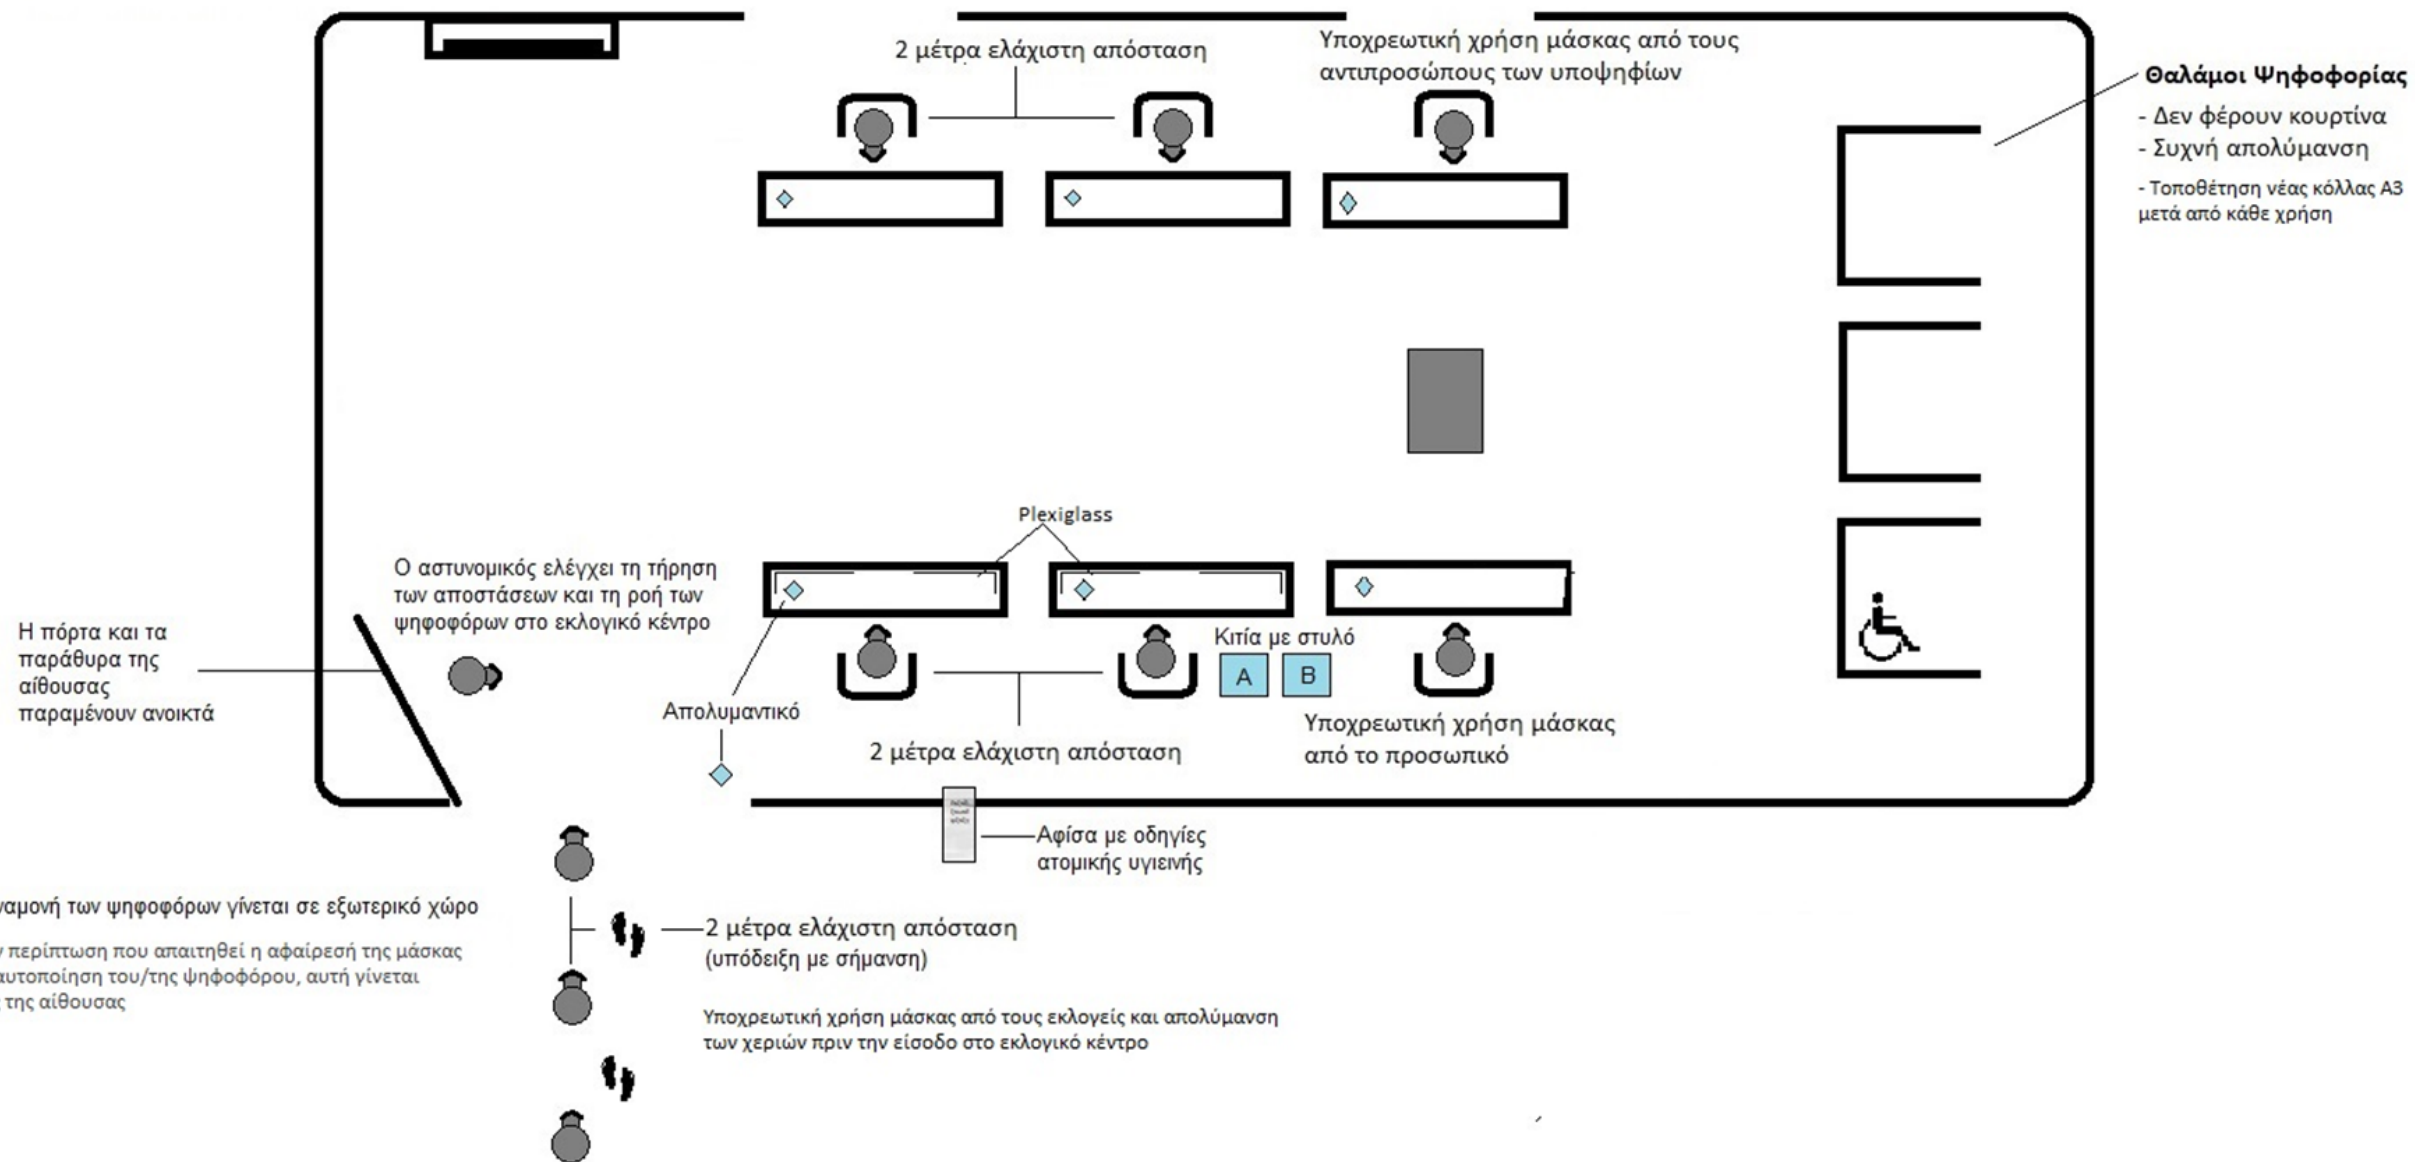 2 μέτρα ελάχιστη απόσταση
Υποχρεωτική χρήση μάσκας από τους
αντιπροσώπους των υποψηφίων
Θαλάμοι Ψηφοφορίας
- Δεν φέρουν κουρτίνα
- Συχνή απολύμανση
- Τοποθέτηση νέας κόλλας Α3
μετά από κάθε χρήση
Plexiglass
Ο αστυνομικός ελέγχει τη τήρηση
των αποστάσεων και τη ροή των
ψηφοφόρων στο εκλογικό κέντρο
Η πόρτα και τα
παράθυρα της
αίθουσας
παραμένουν ανοικτά
Κιτία με στυλό
A B
Απολυμαντικό
2 μέτρα ελάχιστη απόσταση
Υποχρεωτική χρήση μάσκας
από το προσωπικό
Αφίσα με οδηγίες
ατομικής υγιεινής
των ψηφοφόρων γίνεται σε εξωτερικό χώρο
περίπτωση που απαιτηθεί η αφαίρεσή της μάσκας
του/της ψηφοφόρου, αυτή γίνεται
της αίθουσας
2 μέτρα ελάχιστη απόσταση
(υπόδειξη με σήμανση)
Υποχρεωτική χρήση μάσκας από τους εκλογείς και απολύμανση
των χεριών πριν την είσοδο στο εκλογικό κέντρο